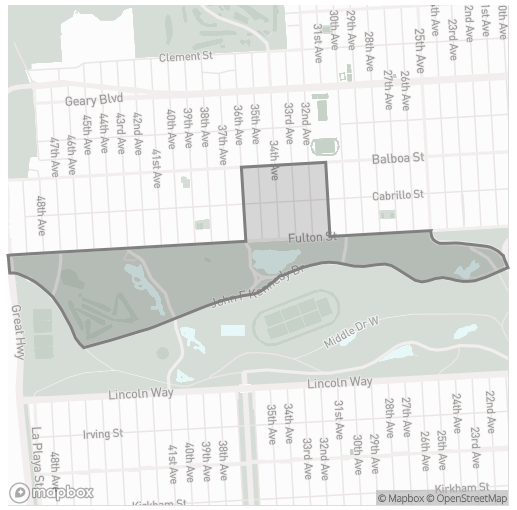 31st Ave
30th Ave
29th Ave
28th Ave
25th Ave
23rd Ave
Clement St
27th Ave
26th Ave
Geary Blvd
47th Ave
46th Ave
45th Ave
44th Ave
43rd Ave
42nd Ave
41st Ave
40th Ave
39th Ave
38th Ave
37th Ave
36th Ave
35th Ave
34th Ave
33rd Ave
32nd Ave
Balboa St
Cabrillo St
48th Ave
Fulton St
John F Kennedy Dr
Great Hwy
Middle Dr W
Lincoln Way
Lincoln Way
La Playa St
48th Ave
Irving St
41st Ave
40th Ave
39th Ave
38th Ave
35th Ave
34th Ave
33rd Ave
32nd Ave
31st Ave
30th Ave
29th Ave
28th Ave
27th Ave
26th Ave
25th Ave
24th Ave
23rd Ave
22nd Ave
Kirkham St
Kirkham St
mapbox
© Mapbox © OpenStreetMap